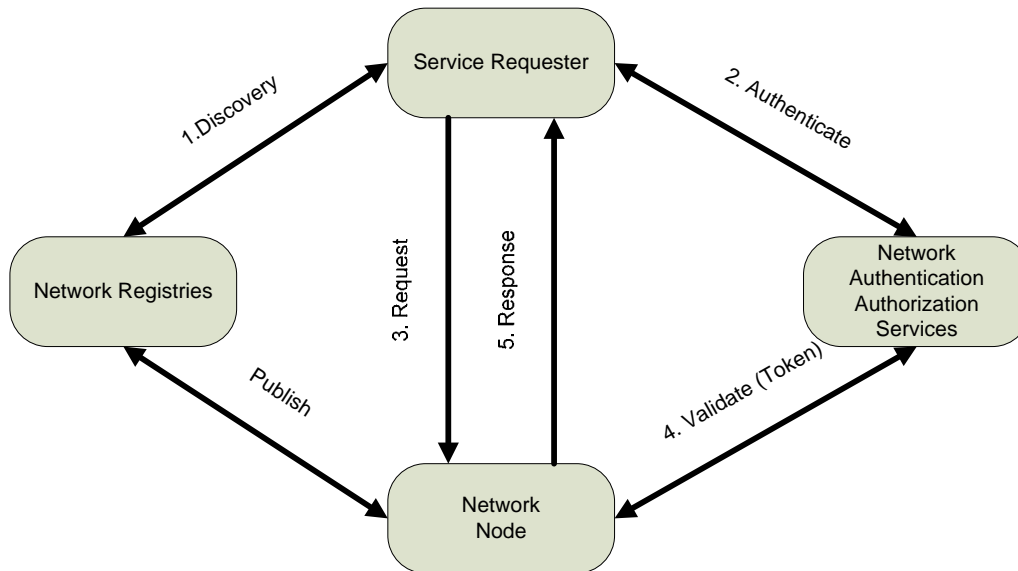 Service Requester
1.Discovery
2. Authenticate
Network Registries
3. Request
5. Response
Network
Authentication
Authorization
Services
Publish
4. Validate (Token)
Network
Node